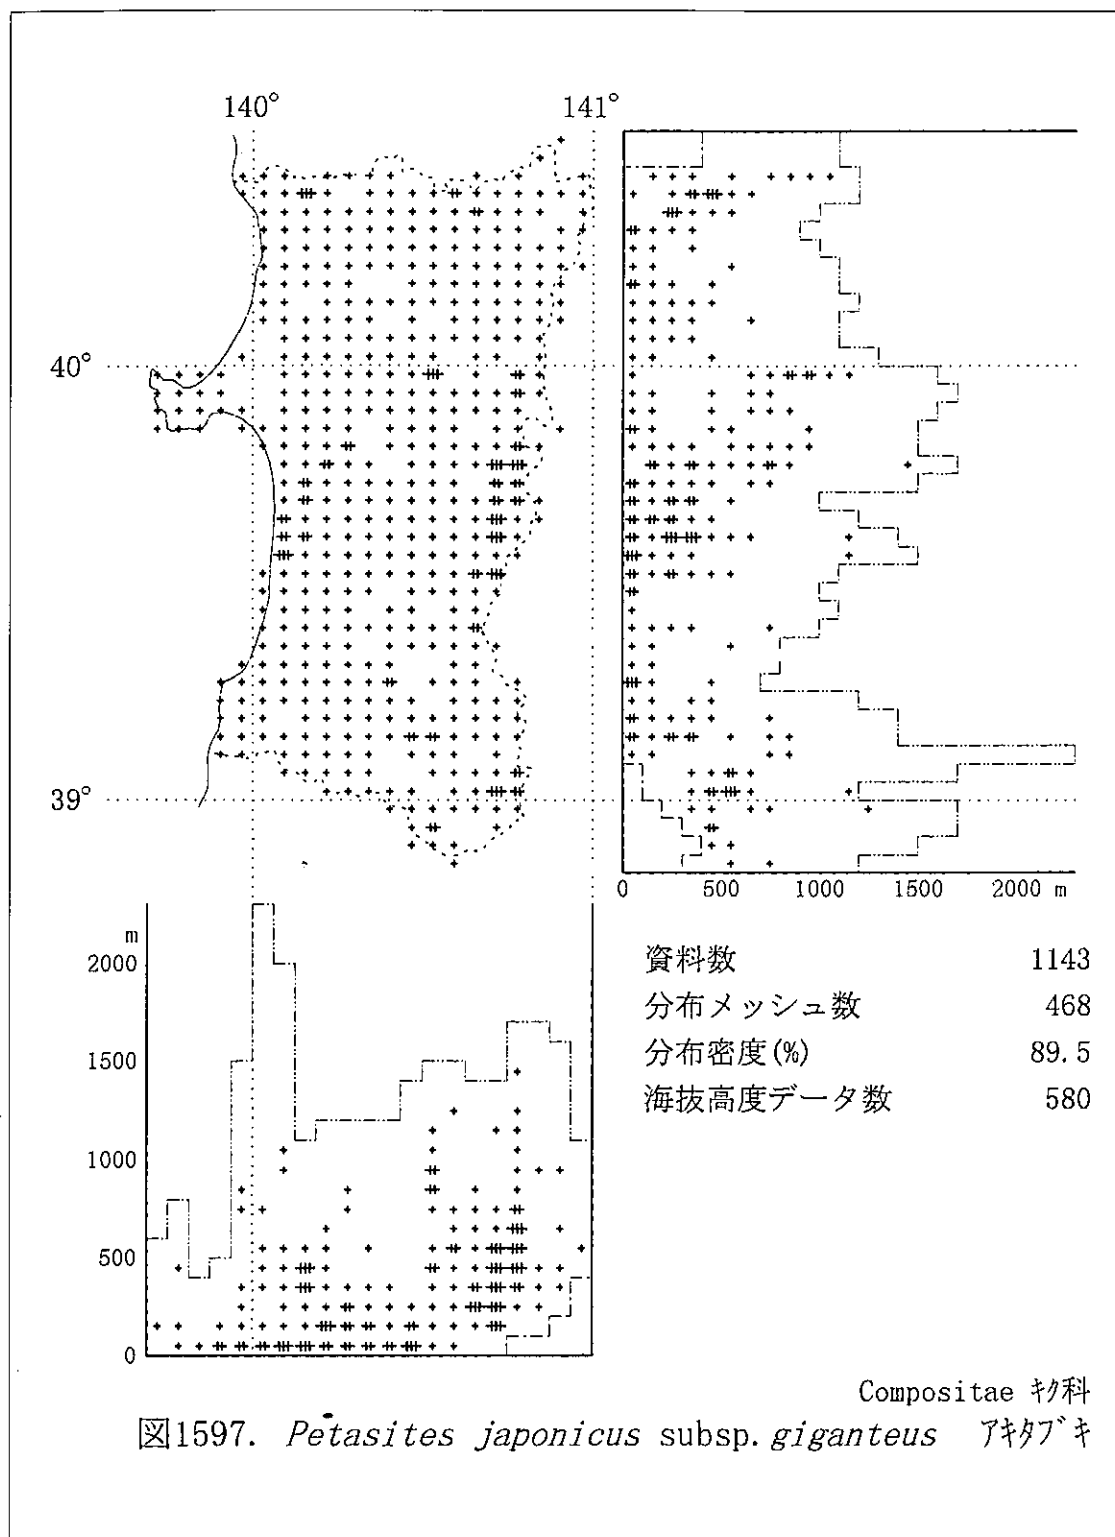 140°
141°
40°
39°
0 500 1000 1500 2000 m
m
2000
1500
1000
500
0
資料数 1143
分布メッシュ数 468
分布密度(%) 89.5
海抜高度データ数 580
Compositae ｷｸ科
図1597. Petasites japonicus subsp. giganteus ｱｷﾀﾌﾞｷ